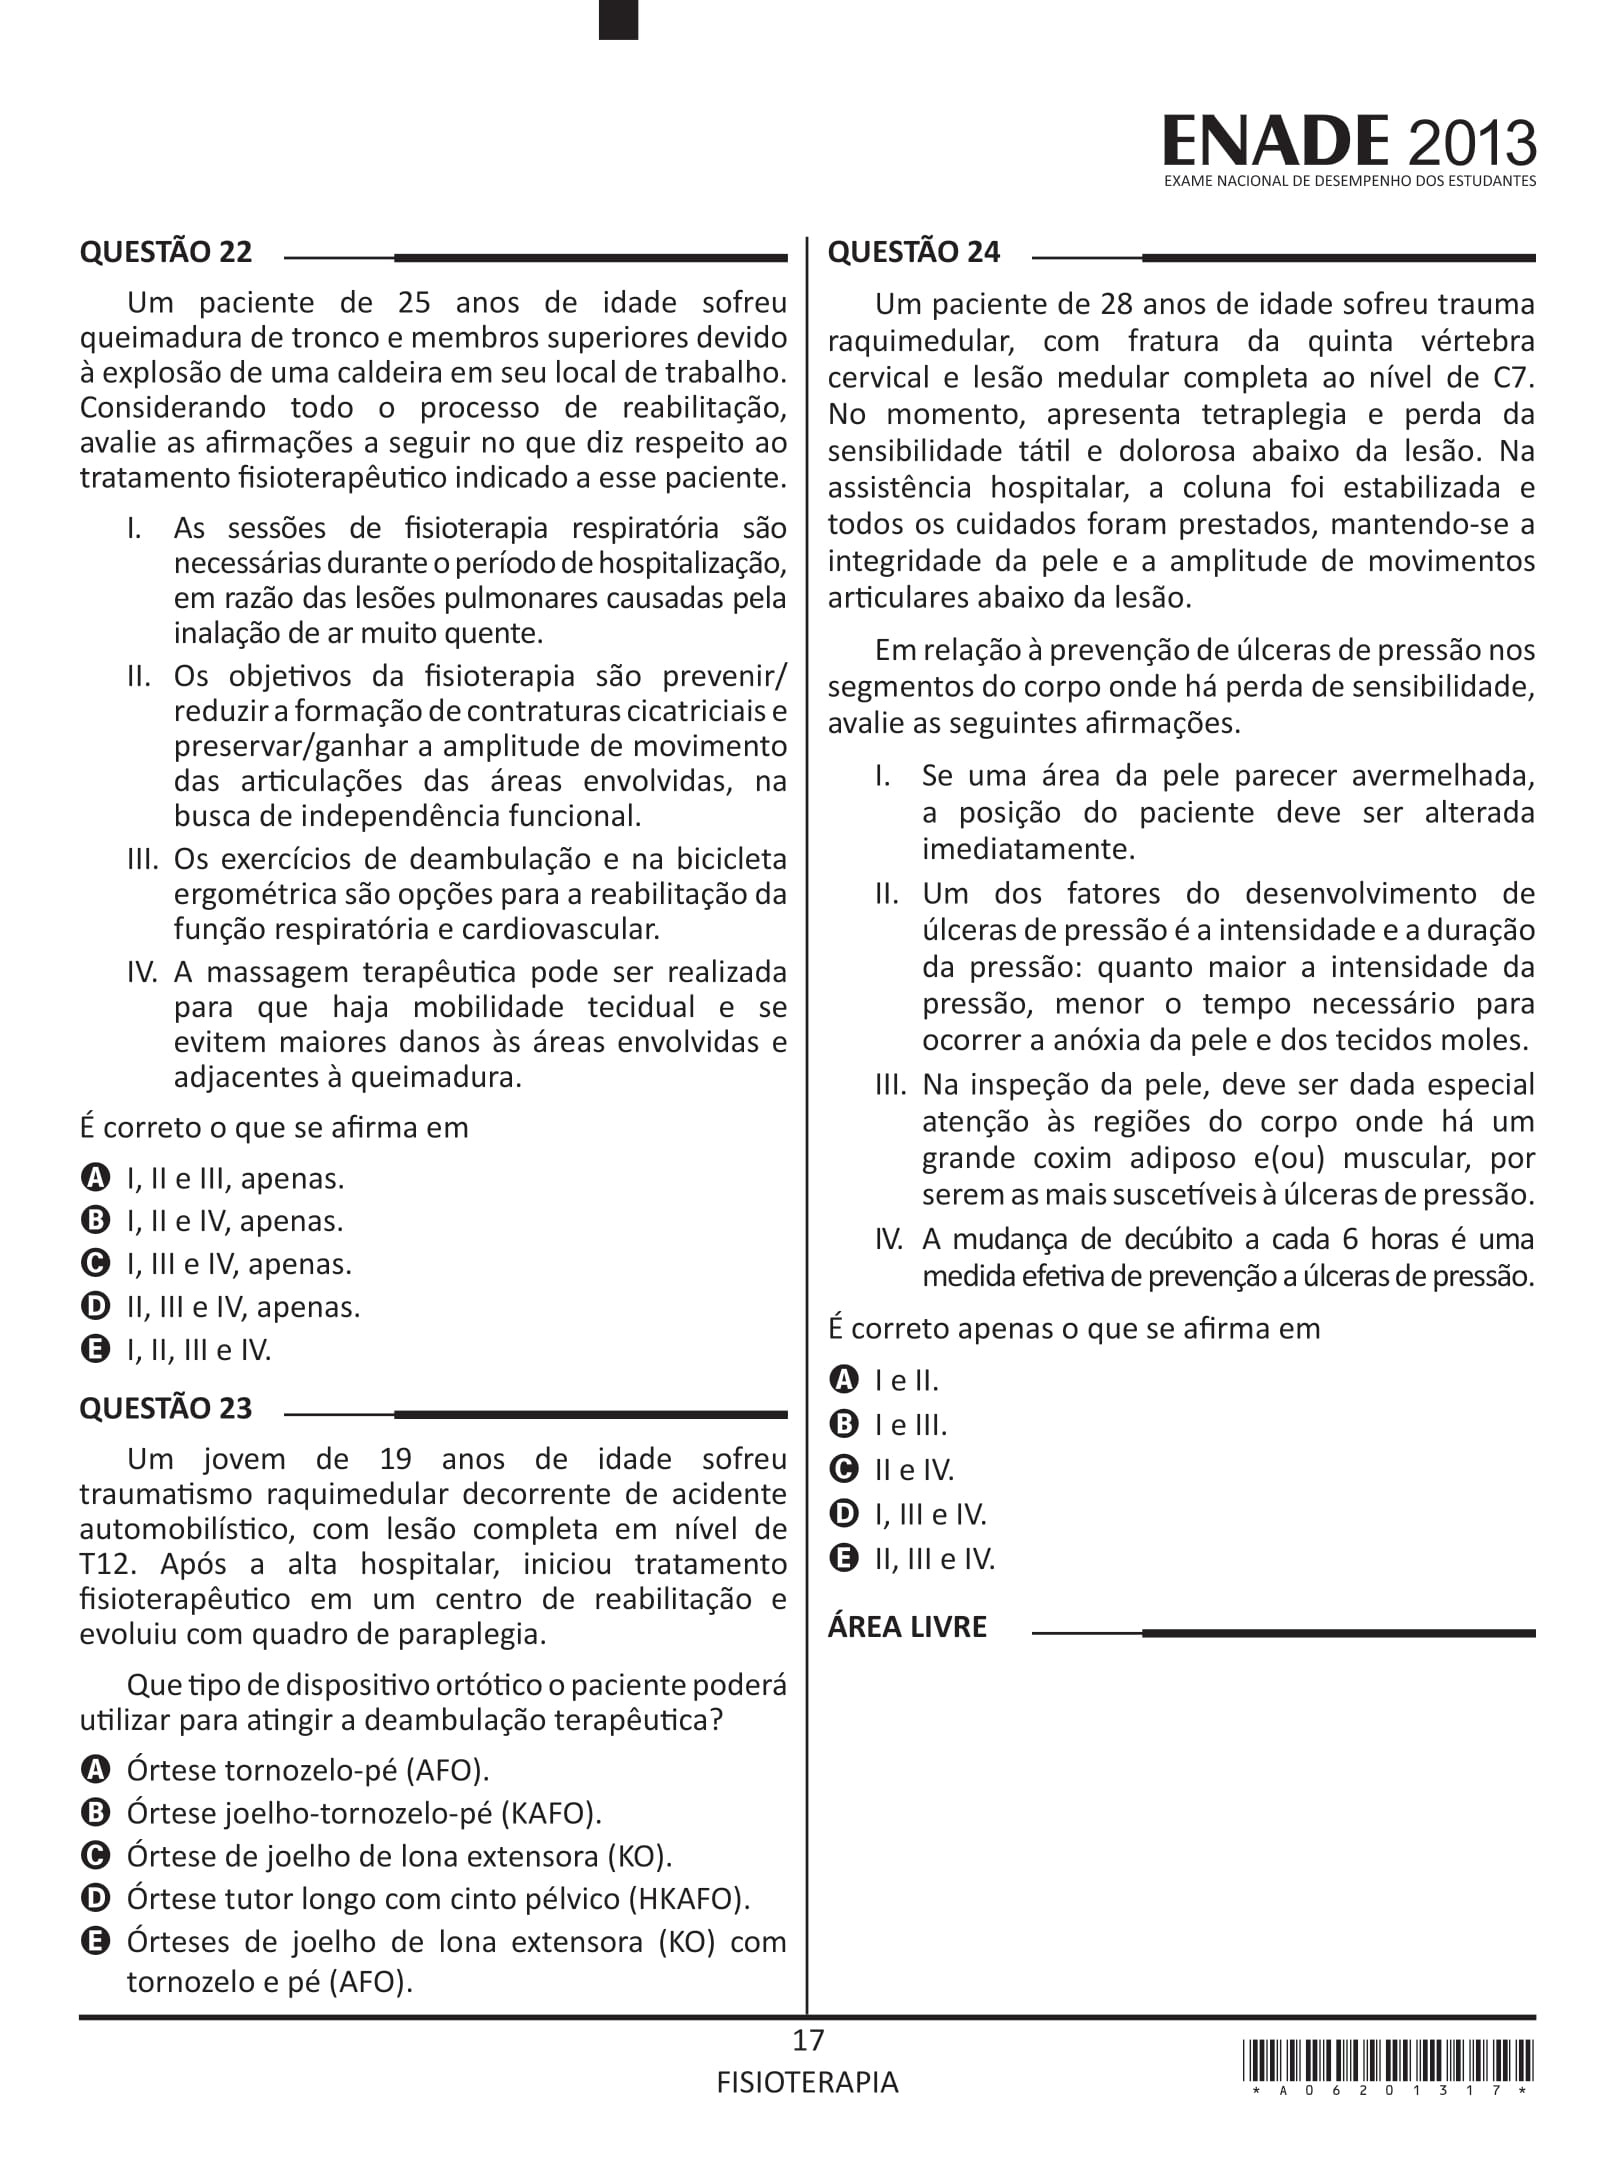 ENADE 2013
EXAME NACIONAL DE DESEMPENHO DOS ESTUDANTES
QUESTÃO 22
Um paciente de 25 anos de idade sofreu
queimadura de tronco e membros superiores devido
à explosão de uma caldeira em seu local de trabalho.
Considerando todo o processo de reabilitação,
avalie as afirmações a seguir no que diz respeito ao
tratamento fisioterapêutico indicado a esse paciente.
I. As sessões de fisioterapia respiratória são
necessárias durante o período de hospitalização,
em razão das lesões pulmonares causadas pela
inalação de ar muito quente.
II. Os objetivos da fisioterapia são prevenir/
reduzir a formação de contraturas cicatriciais e
preservar/ganhar a amplitude de movimento
das articulações das áreas envolvidas, na
busca de independência funcional.
III. Os exercícios de deambulação e na bicicleta
ergométrica são opções para a reabilitação da
função respiratória e cardiovascular.
IV. A massagem terapêutica pode ser realizada
para que haja mobilidade tecidual e se
evitem maiores danos às áreas envolvidas e
adjacentes à queimadura.
É correto o que se afirma em
A I, II e III, apenas.
B I, II e IV, apenas.
C I, III e IV, apenas.
D II, III e IV, apenas.
E I, II, III e IV.
QUESTÃO 23
Um jovem de 19 anos de idade sofreu
traumatismo raquimedular decorrente de acidente
automobilístico, com lesão completa em nível de
T12. Após a alta hospitalar, iniciou tratamento
fisioterapêutico em um centro de reabilitação e
evoluiu com quadro de paraplegia.
Que tipo de dispositivo ortótico o paciente poderá
utilizar para atingir a deambulação terapêutica?
A Órtese tornozelo-pé (AFO).
B Órtese joelho-tornozelo-pé (KAFO).
C Órtese de joelho de lona extensora (KO).
D Órtese tutor longo com cinto pélvico (HKAFO).
E Órteses de joelho de lona extensora (KO) com
tornozelo e pé (AFO).
QUESTÃO 24
Um paciente de 28 anos de idade sofreu trauma
raquimedular, com fratura da quinta vértebra
cervical e lesão medular completa ao nível de C7.
No momento, apresenta tetraplegia e perda da
sensibilidade tátil e dolorosa abaixo da lesão. Na
assistência hospitalar, a coluna foi estabilizada e
todos os cuidados foram prestados, mantendo-se a
integridade da pele e a amplitude de movimentos
articulares abaixo da lesão.
Em relação à prevenção de úlceras de pressão nos
segmentos do corpo onde há perda de sensibilidade,
avalie as seguintes afirmações.
I. Se uma área da pele parecer avermelhada,
a posição do paciente deve ser alterada
imediatamente.
II. Um dos fatores do desenvolvimento de
úlceras de pressão é a intensidade e a duração
da pressão: quanto maior a intensidade da
pressão, menor o tempo necessário para
ocorrer a anóxia da pele e dos tecidos moles.
III. Na inspeção da pele, deve ser dada especial
atenção às regiões do corpo onde há um
grande coxim adiposo e(ou) muscular, por
serem as mais suscetíveis à úlceras de pressão.
IV. A mudança de decúbito a cada 6 horas é uma
medida efetiva de prevenção a úlceras de pressão.
É correto apenas o que se afirma em
A I e II.
B I e III.
C II e IV.
D I, III e IV.
E II, III e IV.
ÁREA LIVRE
17
FISIOTERAPIA
*A06201317*